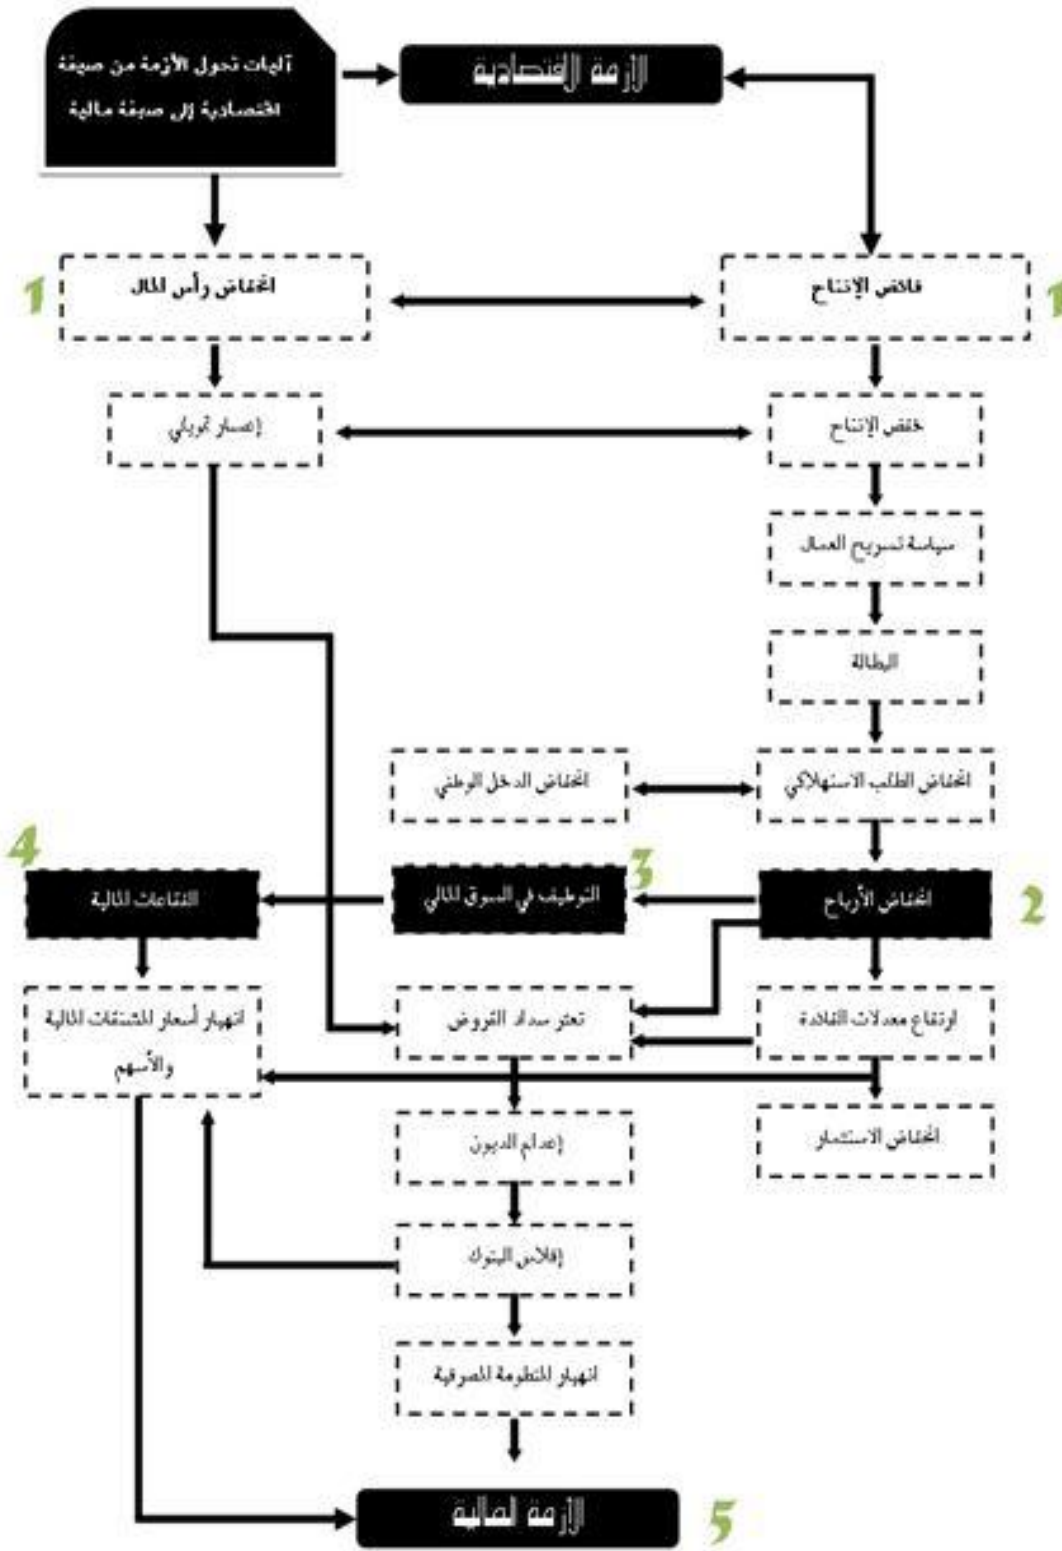 آليات تحول الأزمة من صيغة
اقتصادية إلى صيغة مالية
الأزمة الاقتصادية
1
فائض الإنتاج
انخفاض رأس المال
1
خفض الإنتاج
إعسار تمويلي
سياسة تسريح العمال
البطالة
انخفاض الطلب الاستهلاكي
انخفاض الدخل الوطني
2
انخفاض الأرباح
3
التوظيف في السوق المالي
4
الفقاعات المالية
ارتفاع معدلات الفائدة
تعثر سداد القروض
انهيار أسعار المشتقات المالية
والأسهم
انخفاض الاستثمار
إعدام الديون
إفلاس البنوك
انهيار المنظومة المصرفية
الأزمة المالية
5